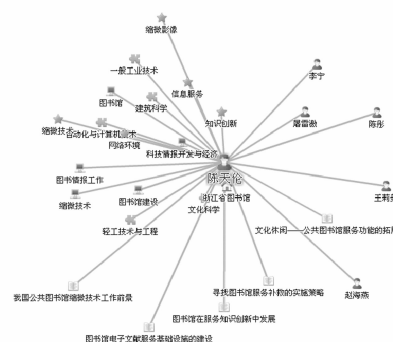 缩微影像
一般工业技术
李宁
信息服务
图书馆
建筑科学
知识创新
陈彤
缩微技术
自动化与计算机技术
网络环境
科技情报开发与经济
图书情报工作
陈天伦
缩微技术
图书馆建设
浙江省图书馆
文化科学
轻工技术与工程
文化休闲——公共图书馆服务功能的拓展
我国公共图书馆缩微技术工作前景
寻找图书馆服务补救的实施策略
赵海燕
图书馆在服务知识创新中发展
图书馆电子文献服务基础设施的建设